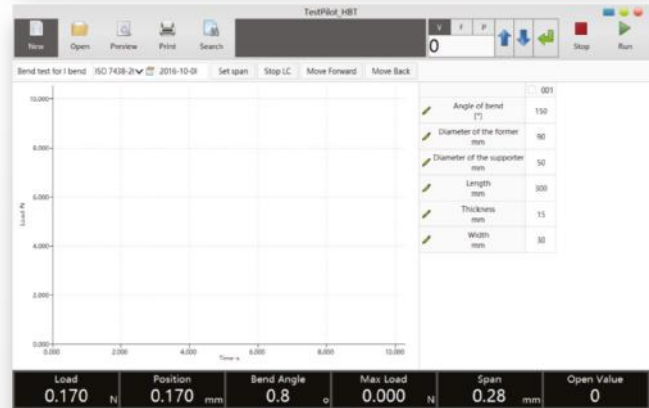 TestPilot_HBT
New
Open
Preview
Print
Search
V F P
0
Stop
Run
Bend test for I bend ISO 7438-2( 2016-10-0( Set span Stop LC Move Forward Move Back
Load-N
10.000
8.000
6.000
4.000
2.000
0.000
0.000 2.000 4.000 6.000 8.000 10.000
Time-s
001
Angle of bend
(°) 150
Diameter of the former
mm 90
Diameter of the supporter
mm 50
Length
mm 300
Thickness
mm 15
Width
mm 30
Load Position Bend Angle Max Load Span Open Value
0.170 N 0.170 mm 0.8 ° 0.000 N 0.28 mm 0